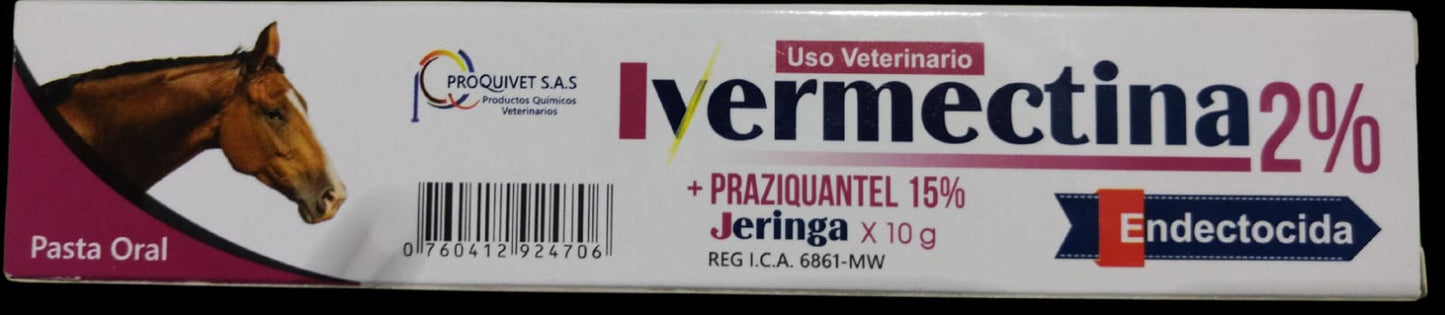 Pasta Oral
PROQUIVET S.A.S
Productos Químicos
Veterinarios
0 760412 924706
Uso Veterinario
Ivermectina 2%
+ PRAZIQUANTEL 15%
Jeringa X 10 g
REG I.C.A. 6861-MW
Endectocida